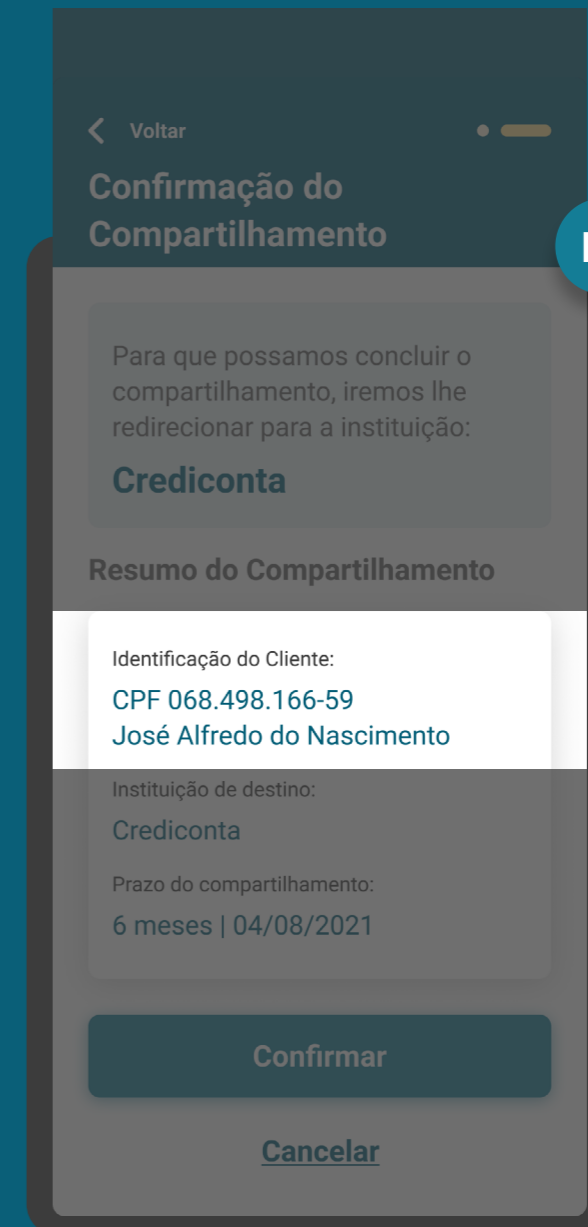 Voltar
Confirmação do
Compartilhamento
Para que possamos concluir o
compartilhamento, iremos lhe
redirecionar para a instituição:
Crediconta
Resumo do Compartilhamento
Identificação do Cliente:
CPF 068.498.166-59
José Alfredo do Nascimento
Instituição de destino:
Crediconta
Prazo do compartilhamento:
6 meses | 04/08/2021
Confirmar
Cancelar